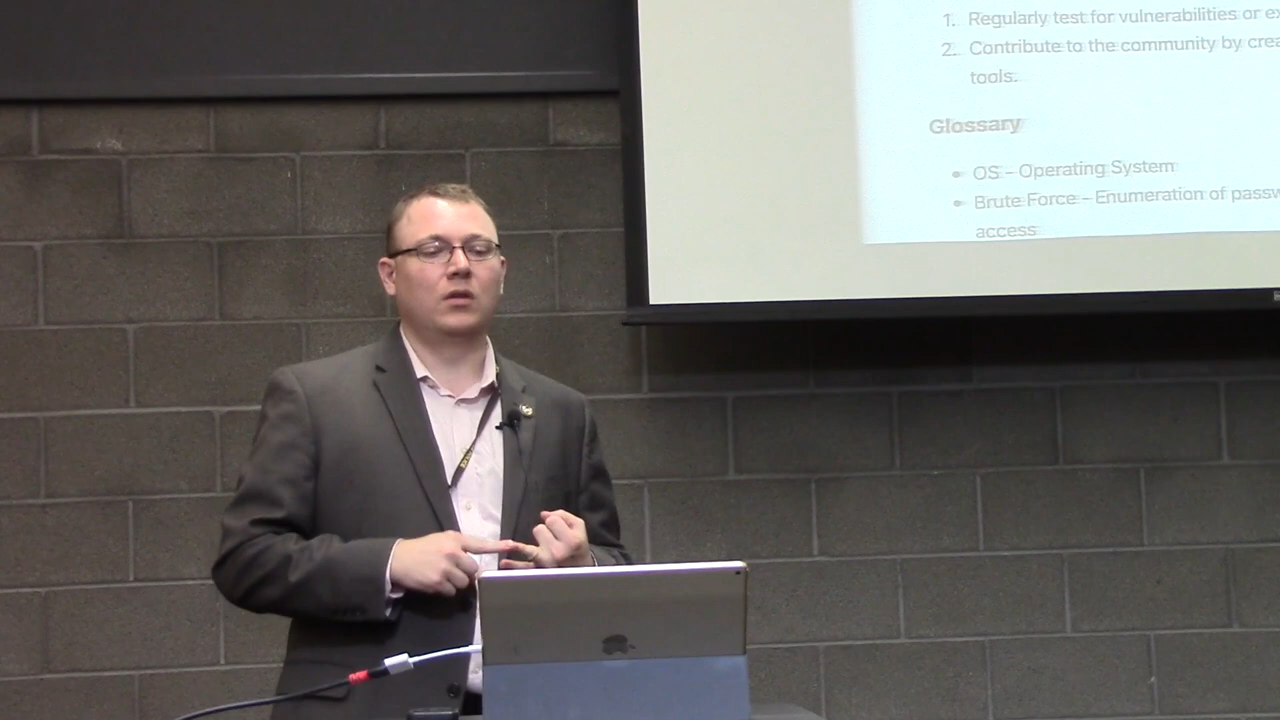 1. Regularly test for vulnerabilities or
2. Contribute to the community by
tools.
Glossary
• OS – Operating System
• Brute Force – Enumeration of
access